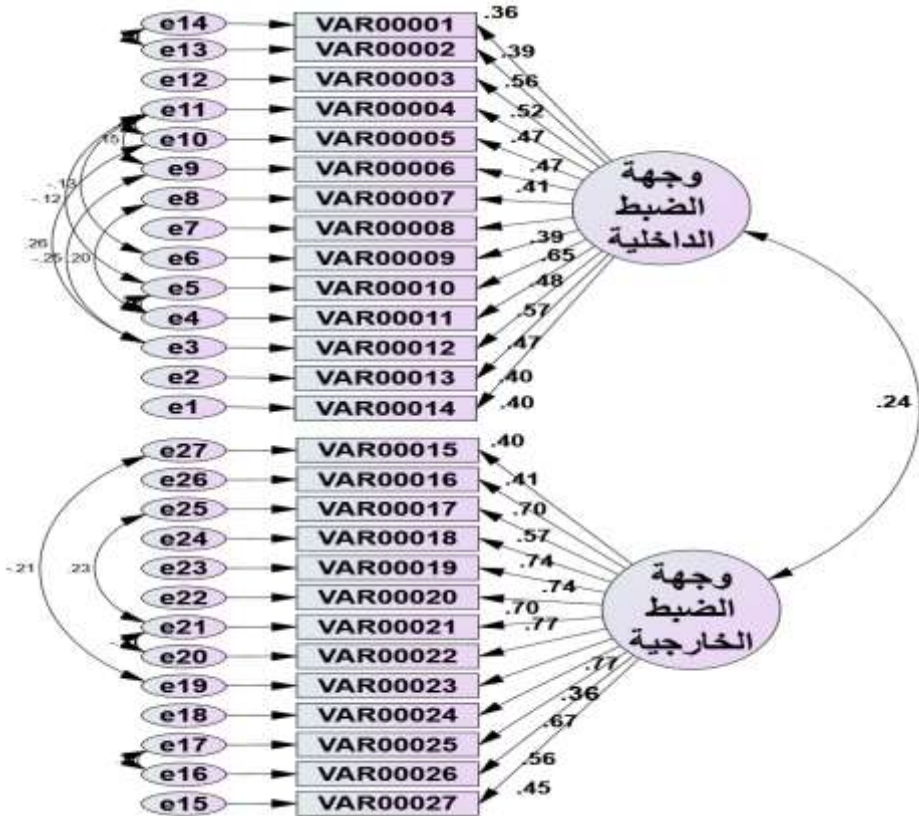 .36
e14 VAR00001
.39
e13 VAR00002
.56
e12 VAR00003
.52
e11 VAR00004
.47
e10 VAR00005
.15
.47
e9 VAR00006
.41
-.13
e8 VAR00007
-.12
e7 VAR00008
.39
.26
e6 VAR00009
.65
-.25 .20
e5 VAR00010
.48
e4 VAR00011
.57
e3 VAR00012
.47
e2 VAR00013
.40
e1 VAR00014
.40
وجهة
الضبط
الداخلية
.24
.40
e27 VAR00015
.41
e26 VAR00016
.70
e25 VAR00017
.57
e24 VAR00018
.74
e23 VAR00019
-.21 .23
.74
e22 VAR00020
.70
e21 VAR00021
.77
e20 VAR00022
e19 VAR00023
.77
e18 VAR00024
.36
e17 VAR00025
.67
e16 VAR00026
.56
e15 VAR00027
.45
وجهة
الضبط
الخارجية